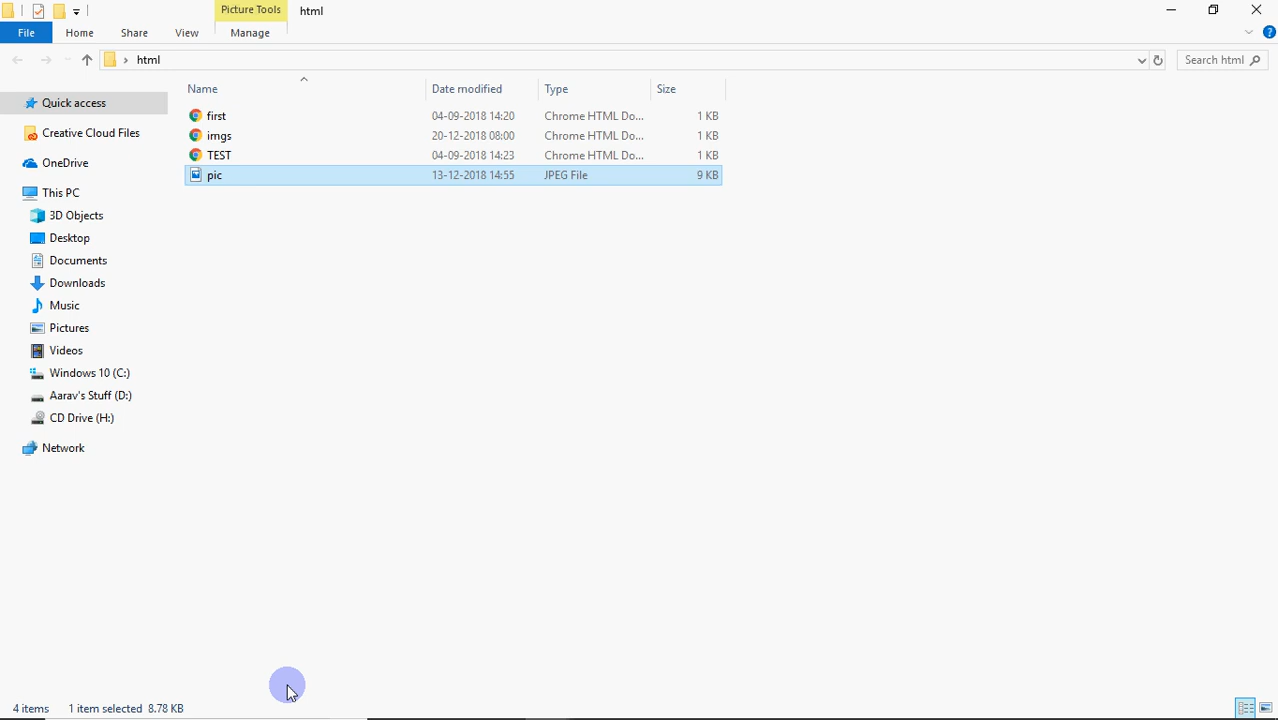 Picture Tools html
File Home Share View Manage
html Search html
Name Date modified Type Size
Quick access
Creative Cloud Files
OneDrive
This PC
3D Objects
Desktop
Documents
Downloads
Music
Pictures
Videos
Windows 10 (C:)
Aarav's Stuff (D:)
CD Drive (H:)
Network
first 04-09-2018 14:20 Chrome HTML Do... 1 KB
imgs 20-12-2018 08:00 Chrome HTML Do... 1 KB
TEST 04-09-2018 14:23 Chrome HTML Do... 1 KB
pic 13-12-2018 14:55 JPEG File 9 KB
4 items 1 item selected 8.78 KB